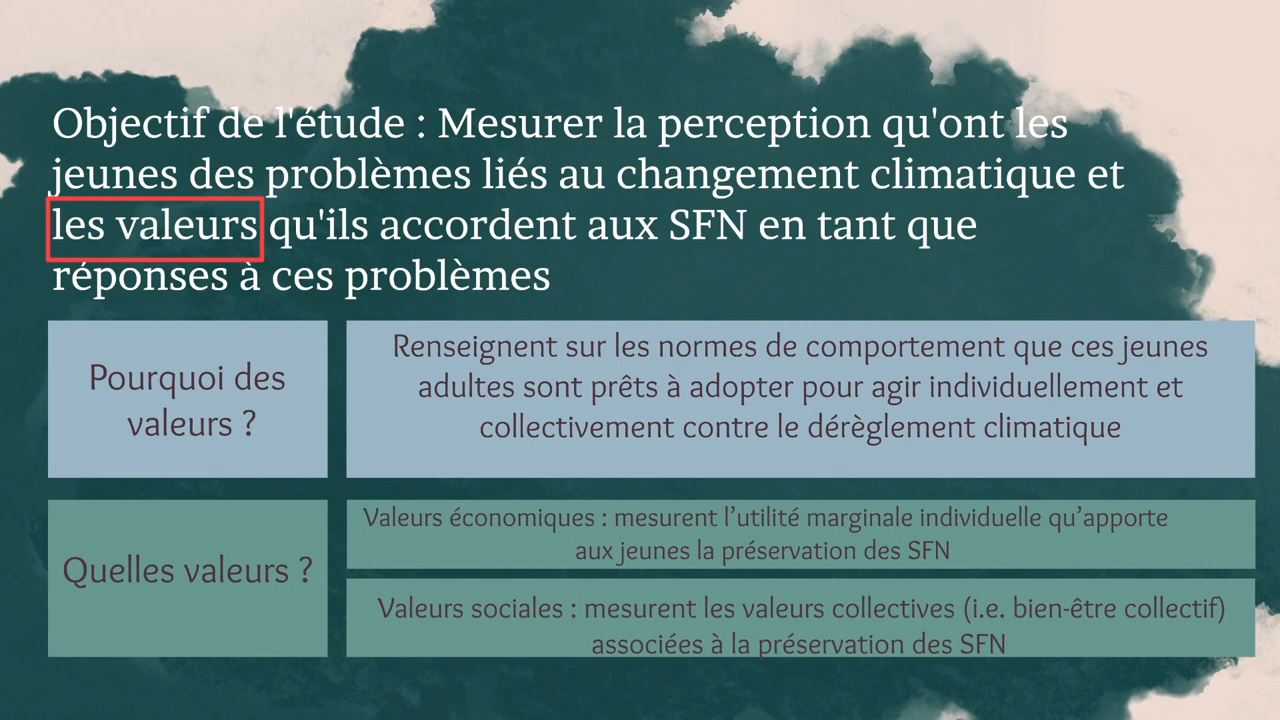 Objectif de l'étude : Mesurer la perception qu'ont les
jeunes des problèmes liés au changement climatique et
les valeurs qu'ils accordent aux SFN en tant que
réponses à ces problèmes
Pourquoi des
valeurs ?
Renseignent sur les normes de comportement que ces jeunes
adultes sont prêts à adopter pour agir individuellement et
collectivement contre le dérèglement climatique
Quelles valeurs ?
Valeurs économiques : mesurent l’utilité marginale individuelle qu’apporte
aux jeunes la préservation des SFN
Valeurs sociales : mesurent les valeurs collectives (i.e. bien-être collectif)
associées à la préservation des SFN